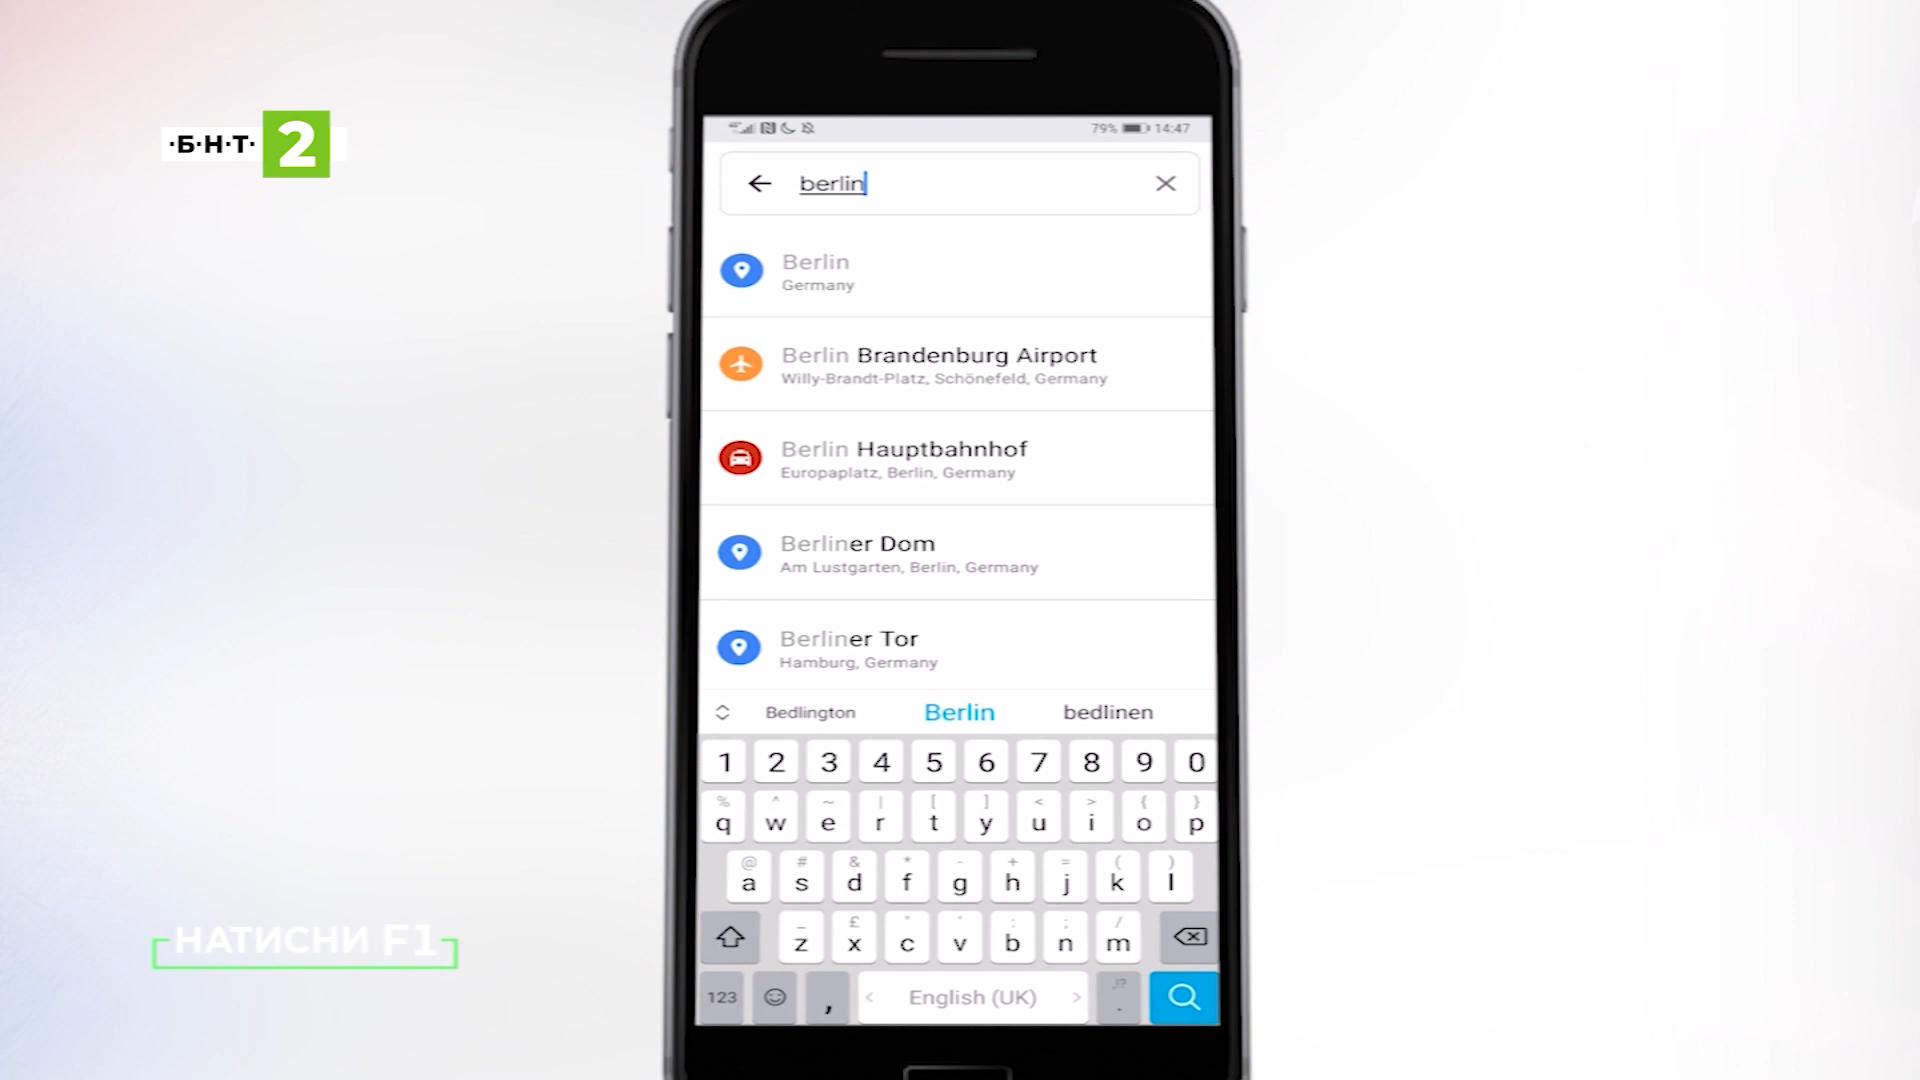 ·Б·Н·Т· 2
79% 14:47
berlin
Berlin
Germany
Berlin Brandenburg Airport
Willy-Brandt-Platz, Schönefeld, Germany
Berlin Hauptbahnhof
Europaplatz, Berlin, Germany
Berliner Dom
Am Lustgarten, Berlin, Germany
Berliner Tor
Hamburg, Germany
Bedlington Berlin bedlinen
1 2 3 4 5 6 7 8 9 0
% ^ ~ | [ ] < > { }
q w e r t y u i o p
@ # & * - + = ( )
a s d f g h j k l
z x c v b n m
123 , < English (UK) > .
НАТИСНИ F1